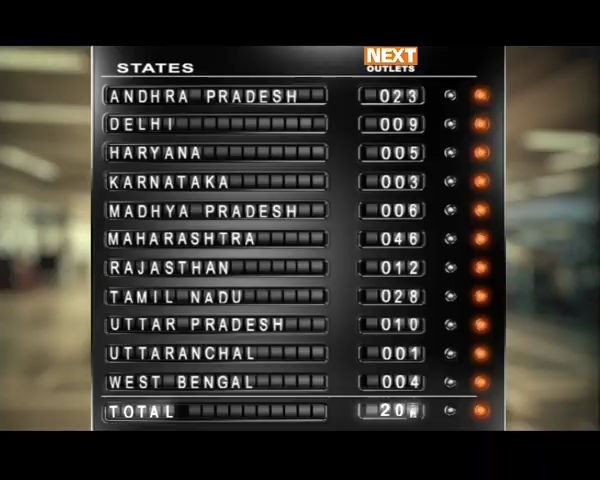 NEXT
STATES OUTLETS
ANDHRA PRADESH 023
DELHI 009
HARYANA 005
KARNATAKA 003
MADHYA PRADESH 006
MAHARASHTRA 046
RAJASTHAN 012
TAMIL NADU 028
UTTAR PRADESH 010
UTTARANCHAL 001
WEST BENGAL 004
TOTAL